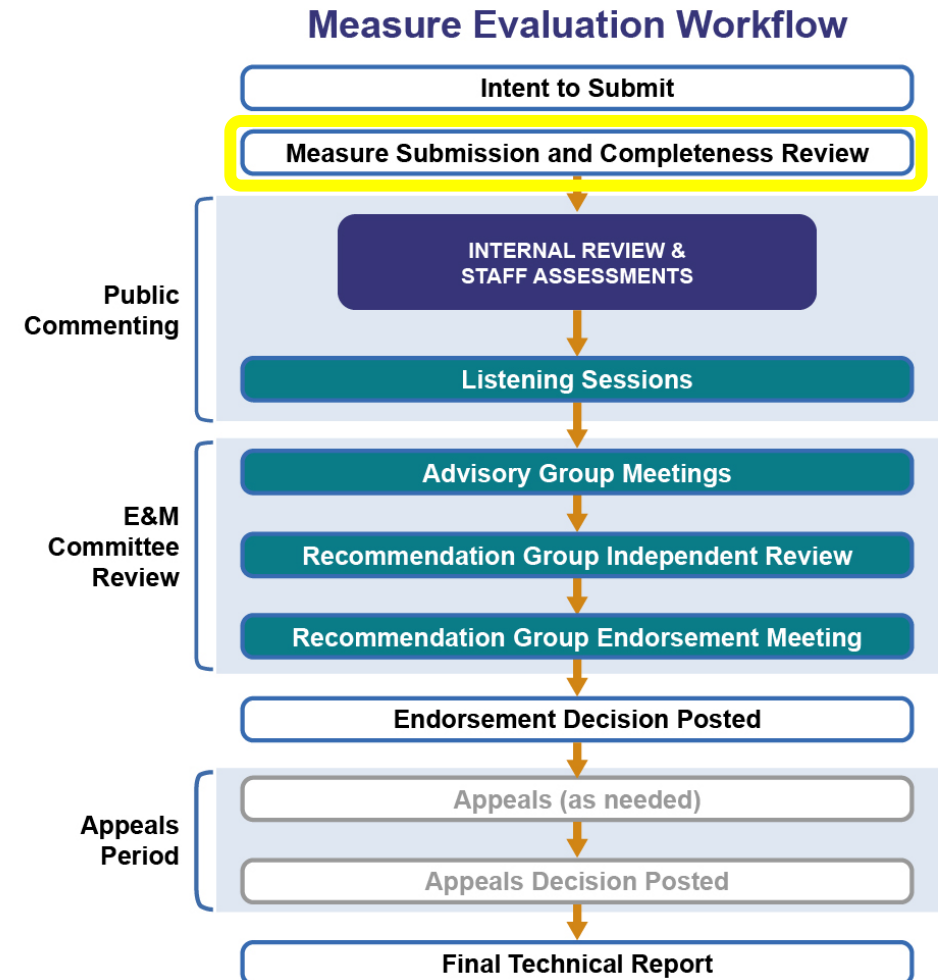 Measure Evaluation Workflow
Intent to Submit
Measure Submission and Completeness Review
Public
Commenting
INTERNAL REVIEW &
STAFF ASSESSMENTS
Listening Sessions
E&M
Committee
Review
Advisory Group Meetings
Recommendation Group Independent Review
Recommendation Group Endorsement Meeting
Endorsement Decision Posted
Appeals
Period
Appeals (as needed)
Appeals Decision Posted
Final Technical Report